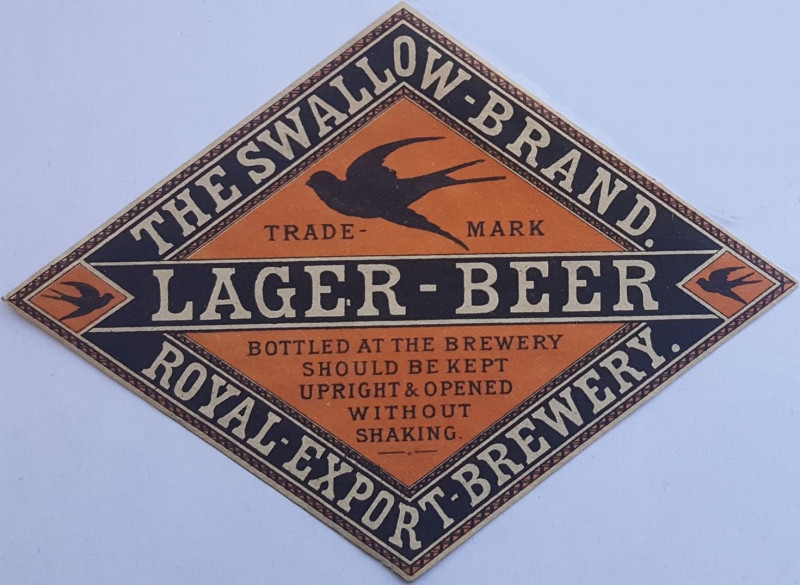 THE SWALLOW-BRAND.
TRADE- MARK
LAGER-BEER
BOTTLED AT THE BREWERY
SHOULD BE KEPT
UPRIGHT & OPENED
WITHOUT
SHAKING.
ROYAL-EXPORT-BREWERY.